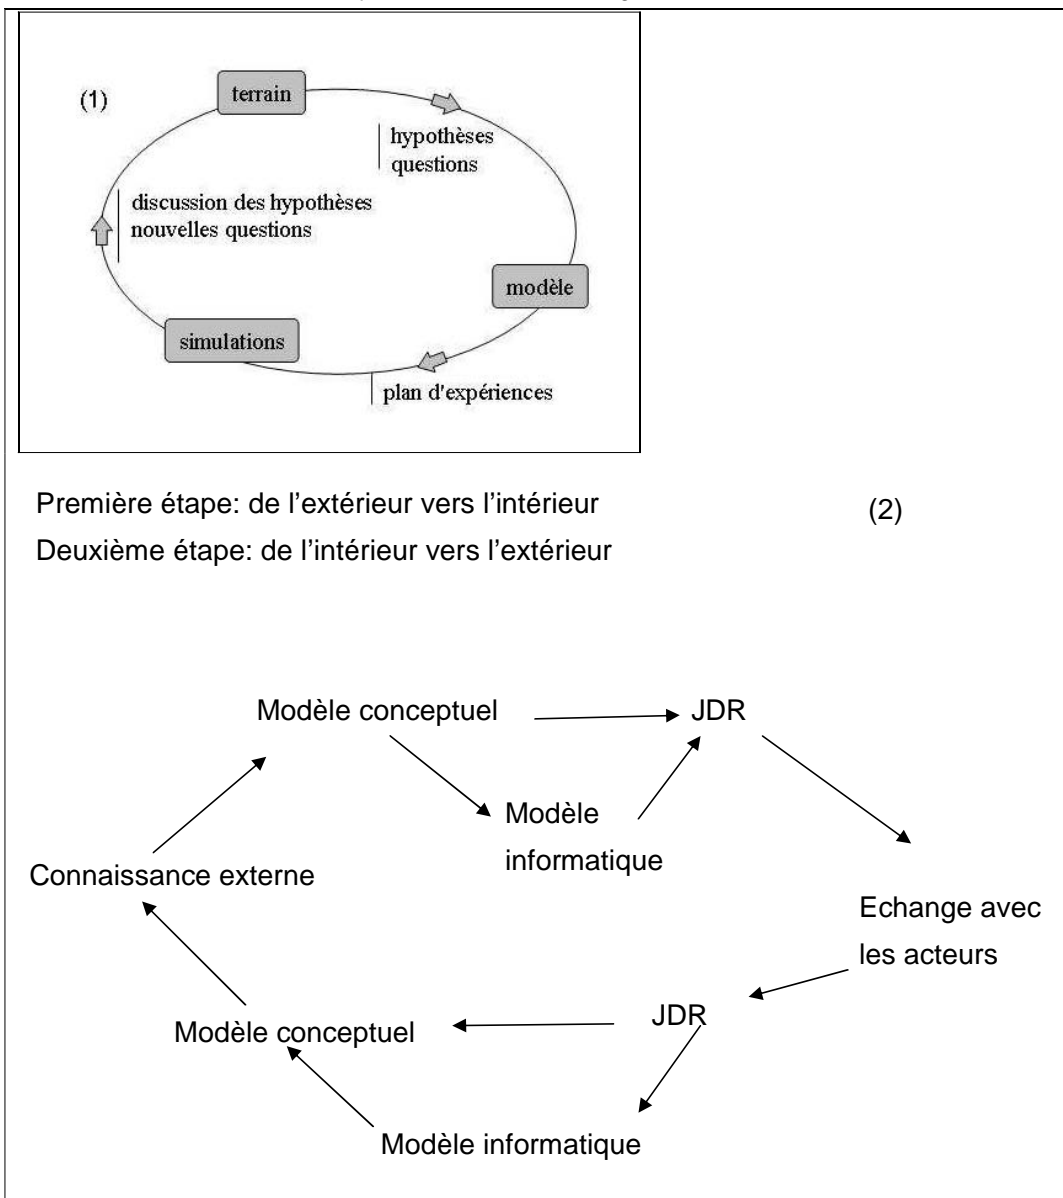 (1)
terrain
hypothèses
questions
discussion des hypothèses
nouvelles questions
modèle
simulations
plan d'expériences
Première étape: de l’extérieur vers l’intérieur
(2)
Deuxième étape: de l’intérieur vers l’extérieur
Modèle conceptuel
JDR
Modèle
informatique
Connaissance externe
Echange avec
les acteurs
JDR
Modèle conceptuel
Modèle informatique